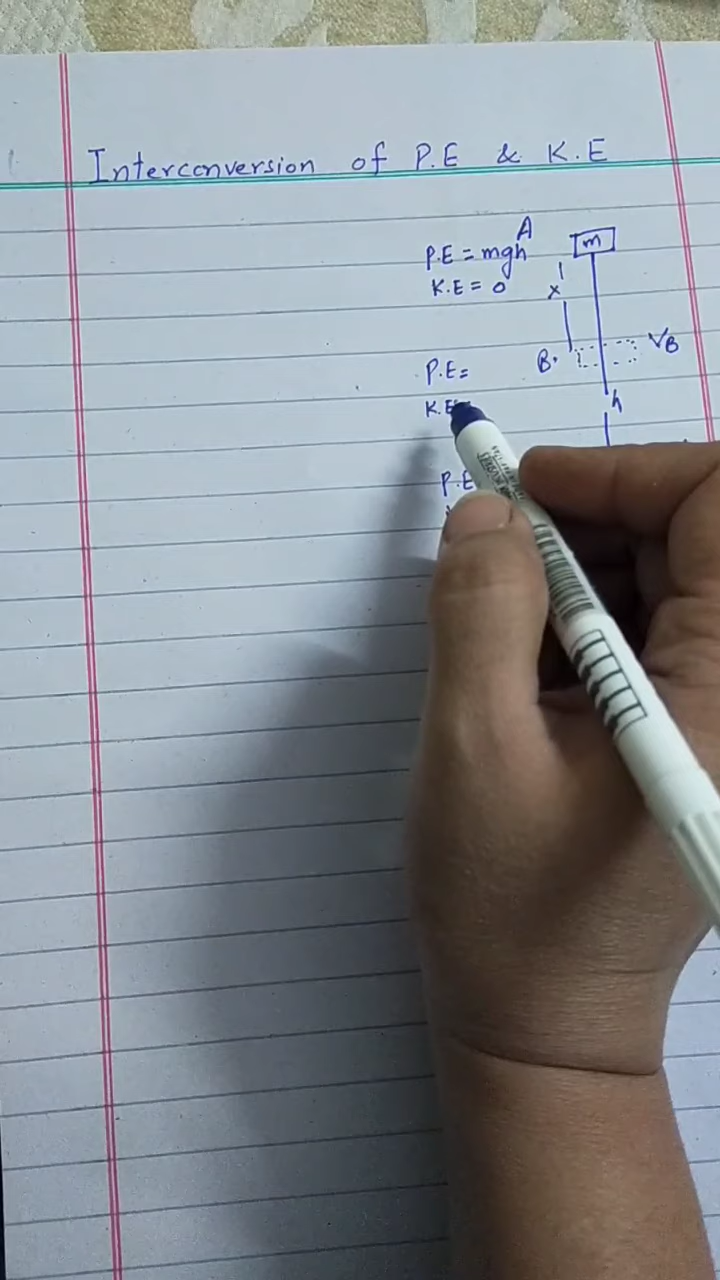 Interconversion of P.E & K.E
A
m
P.E = mgh
K.E = 0
x
B.
VB
P.E=
K.E=
h
P.E